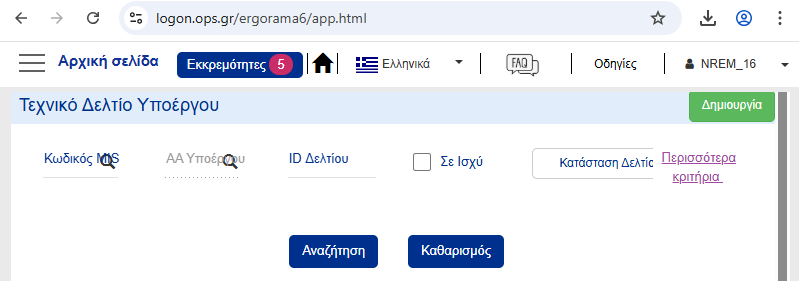 logon.ops.gr/ergorama6/app.html
Αρχική σελίδα Εκκρεμότητες 5 Ελληνικά FAQ Οδηγίες NREM_16
Τεχνικό Δελτίο Υποέργου Δημιουργία
Κωδικός MIS ΑΑ Υποέργου ID Δελτίου Σε Ισχύ Κατάσταση Δελτίο Περισσότερα
κριτήρια
Αναζήτηση Καθαρισμός